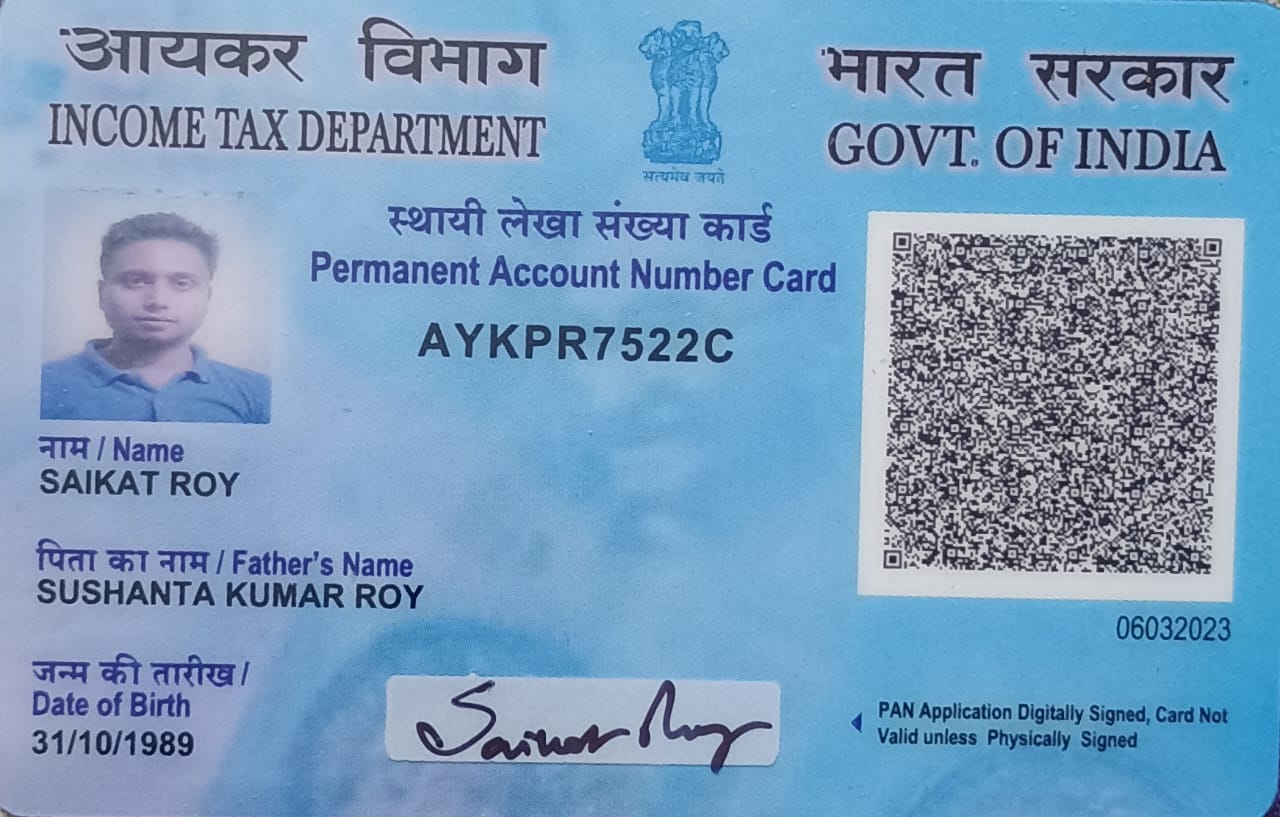 आयकर विभाग
INCOME TAX DEPARTMENT
सत्यमेव जयते
भारत सरकार
GOVT. OF INDIA
स्थायी लेखा संख्या कार्ड
Permanent Account Number Card
AYKPR7522C
नाम / Name
SAIKAT ROY
पिता का नाम / Father's Name
SUSHANTA KUMAR ROY
जन्म की तारीख /
Date of Birth
31/10/1989
Saikat Roy
06032023
PAN Application Digitally Signed, Card Not
Valid unless Physically Signed